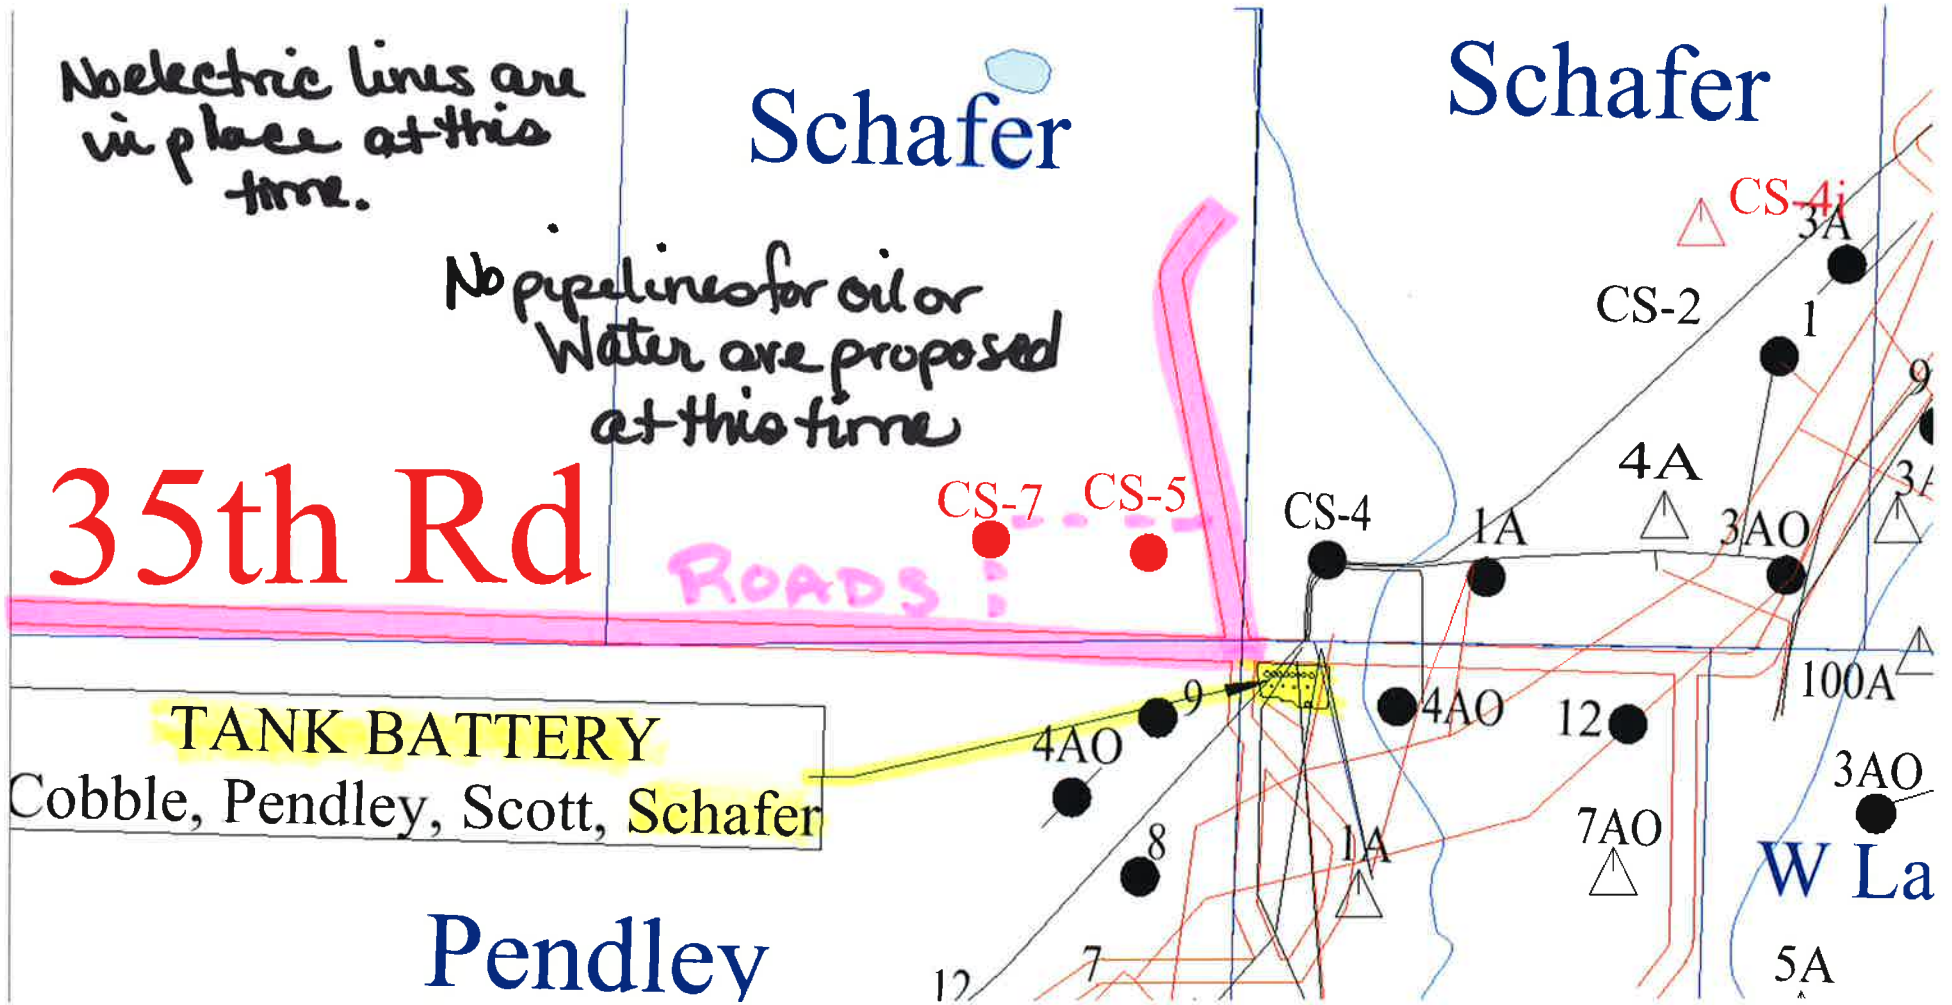 No electric lines are
in place at this
time.
Schafer
Schafer
No pipelines for oil or
Water are proposed
at this time
CS-4i
3A
CS-2
1
9
4A
3A
35th Rd
CS-7
CS-5
CS-4
1A
3AO
ROADS
100A
TANK BATTERY
Cobble, Pendley, Scott, Schafer
9
4AO
4AO
12
3AO
8
1A
7AO
W La
Pendley
12
7
5A